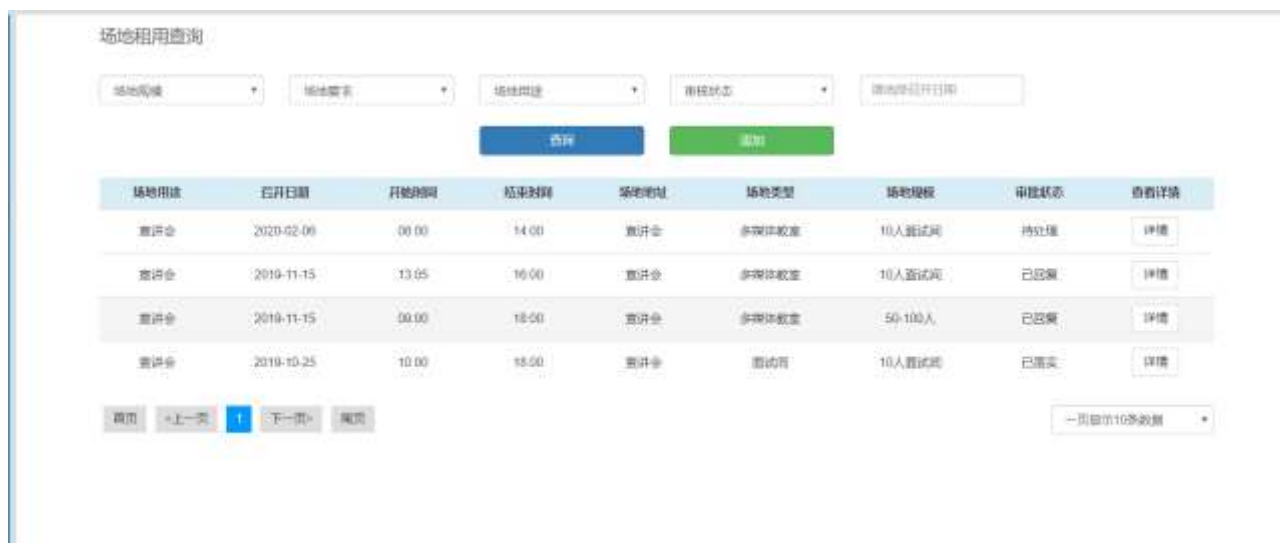 场地租用查询
场地规模 场地要求 场地用途 审核状态 请选择召开日期
查询 添加
场地用途 召开日期 开始时间 结束时间 场地地址 场地类型 场地规模 审批状态 查看详情
宣讲会 2020-02-06 08:00 14:00 宣讲会 多媒体教室 10人面试间 待处理 详情
宣讲会 2019-11-15 13:05 16:00 宣讲会 多媒体教室 10人面试间 已回复 详情
宣讲会 2019-11-15 09:00 18:00 宣讲会 多媒体教室 50-100人 已回复 详情
宣讲会 2019-10-25 10:00 18:00 宣讲会 面试间 10人面试间 已落实 详情
首页 <上一页 1 下一页> 尾页 一页显示10条数据